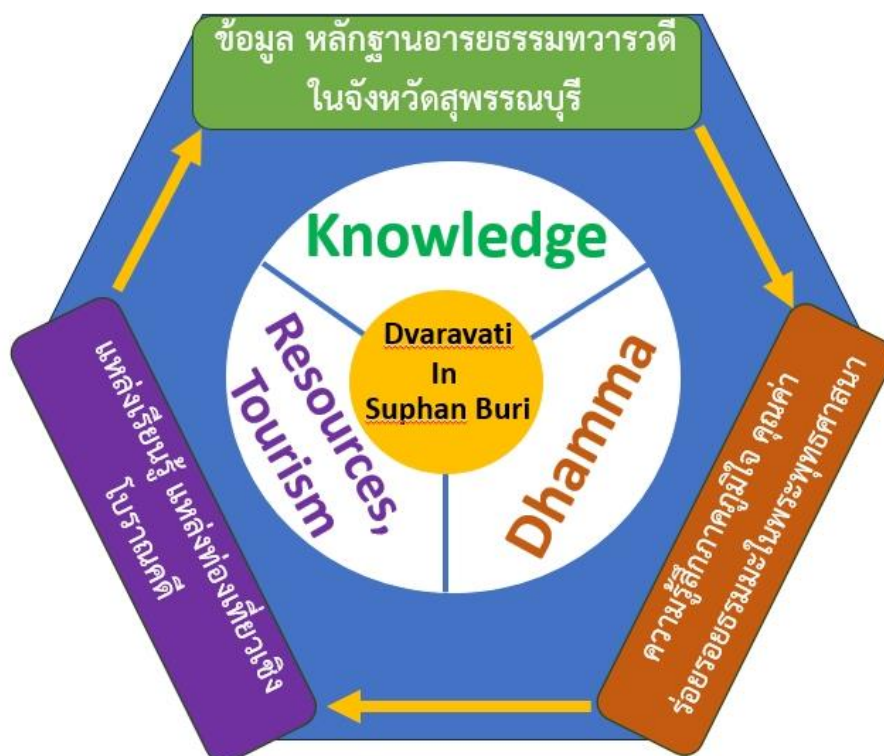 ข้อมูล หลักฐานอารยธรรมทวารวดี
ในจังหวัดสุพรรณบุรี
Knowledge
Dvaravati
In
Suphan Buri
Dhamma
Resources,
Tourism
ความรู้สึกภาคภูมิใจ คุณค่า
ร่อยรอยธรมมะในพระพุทธศาสนา
แหล่งเรียนรู้ แหล่งท่องเที่ยวเชิง
โบราณคดี